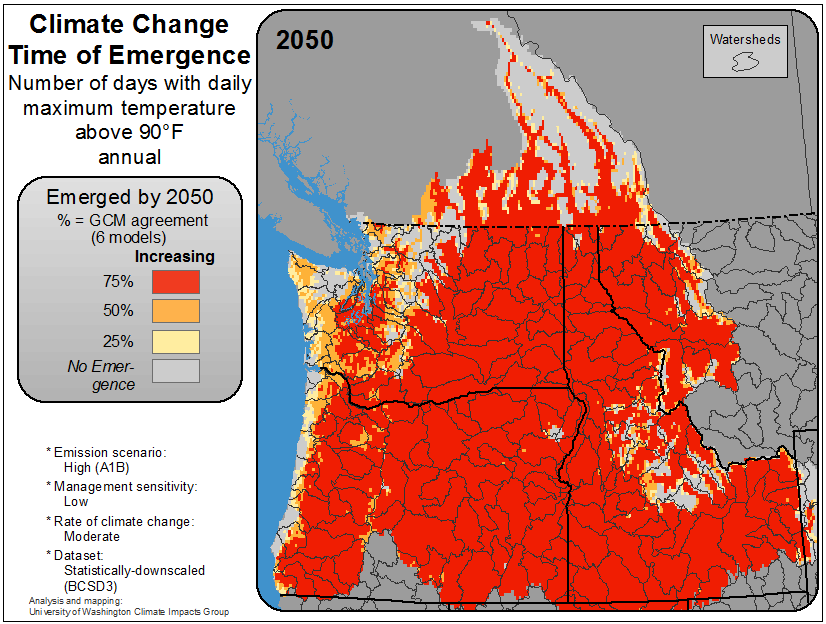 Climate Change
Time of Emergence
Number of days with daily
maximum temperature
above 90°F
annual
Emerged by 2050
% = GCM agreement
(6 models)
Increasing
75%
50%
25%
No Emer-
gence
* Emission scenario:
High (A1B)
* Management sensitivity:
Low
* Rate of climate change:
Moderate
* Dataset:
Statistically-downscaled
(BCSD3)
Analysis and mapping:
University of Washington Climate Impacts Group
2050
Watersheds